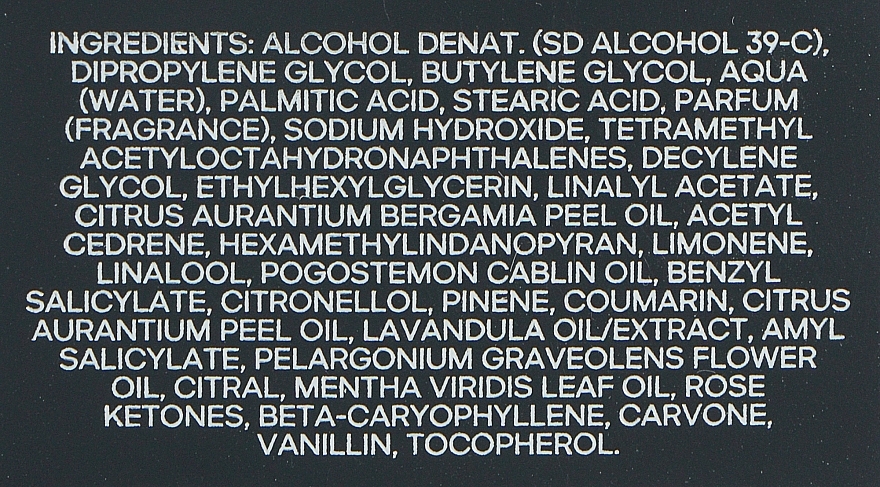 INGREDIENTS: ALCOHOL DENAT. (SD ALCOHOL 39-C),
DIPROPYLENE GLYCOL, BUTYLENE GLYCOL, AQUA
(WATER), PALMITIC ACID, STEARIC ACID, PARFUM
(FRAGRANCE), SODIUM HYDROXIDE, TETRAMETHYL
ACETYLOCTAHYDRONAPHTHALENES, DECYLENE
GLYCOL, ETHYLHEXYLGLYCERIN, LINALYL ACETATE,
CITRUS AURANTIUM BERGAMIA PEEL OIL, ACETYL
CEDRENE, HEXAMETHYLINDANOPYRAN, LIMONENE,
LINALOOL, POGOSTEMON CABLIN OIL, BENZYL
SALICYLATE, CITRONELLOL, PINENE, COUMARIN, CITRUS
AURANTIUM PEEL OIL, LAVANDULA OIL/EXTRACT, AMYL
SALICYLATE, PELARGONIUM GRAVEOLENS FLOWER
OIL, CITRAL, MENTHA VIRIDIS LEAF OIL, ROSE
KETONES, BETA-CARYOPHYLLENE, CARVONE,
VANILLIN, TOCOPHEROL.